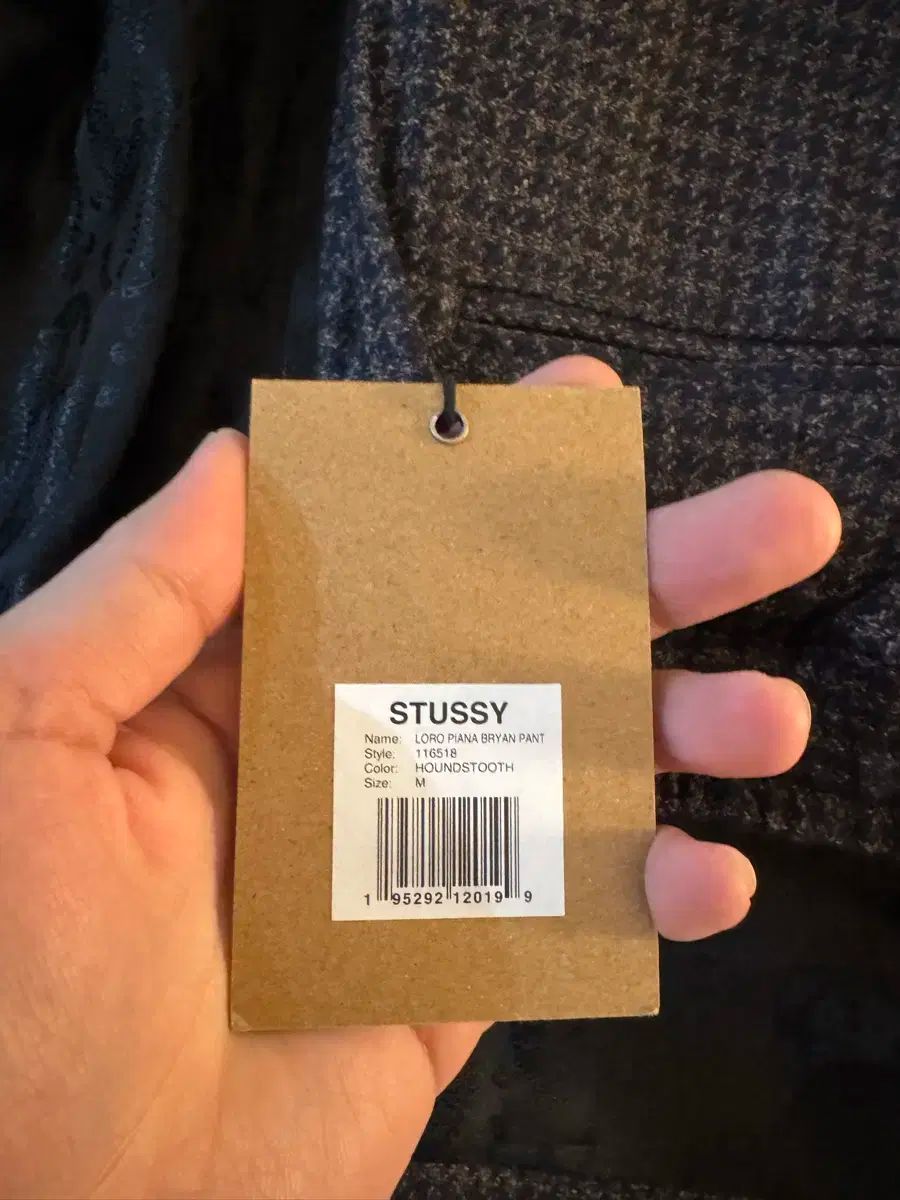 STUSSY
Name: LORO PIANA BRYAN PANT
Style: 116518
Color: HOUNDSTOOTH
Size: M
1 95292 12019 9